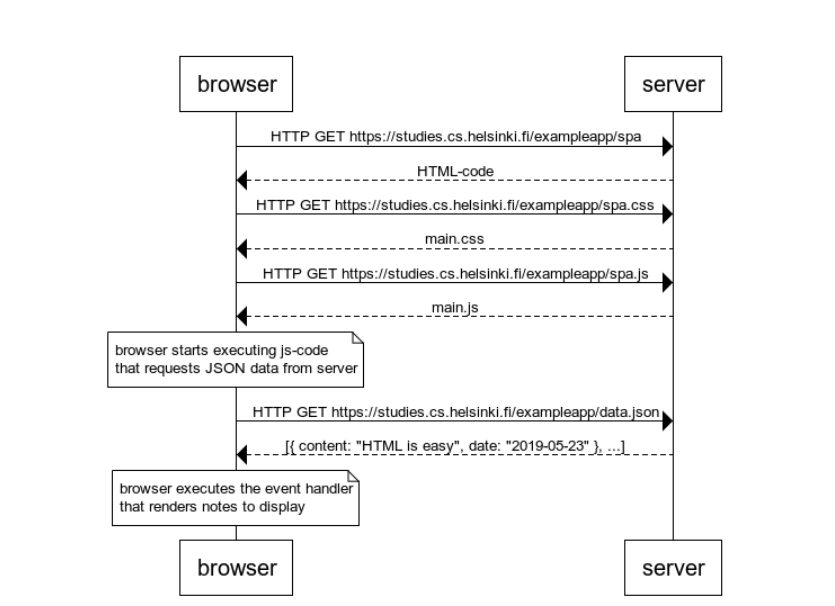 browser
server
HTTP GET https://studies.cs.helsinki.fi/exampleapp/spa
HTML-code
HTTP GET https://studies.cs.helsinki.fi/exampleapp/spa.css
main.css
HTTP GET https://studies.cs.helsinki.fi/exampleapp/spa.js
main.js
browser starts executing js-code
that requests JSON data from server
HTTP GET https://studies.cs.helsinki.fi/exampleapp/data.json
[{ content: "HTML is easy", date: "2019-05-23" }, ...]
browser executes the event handler
that renders notes to display
browser
server